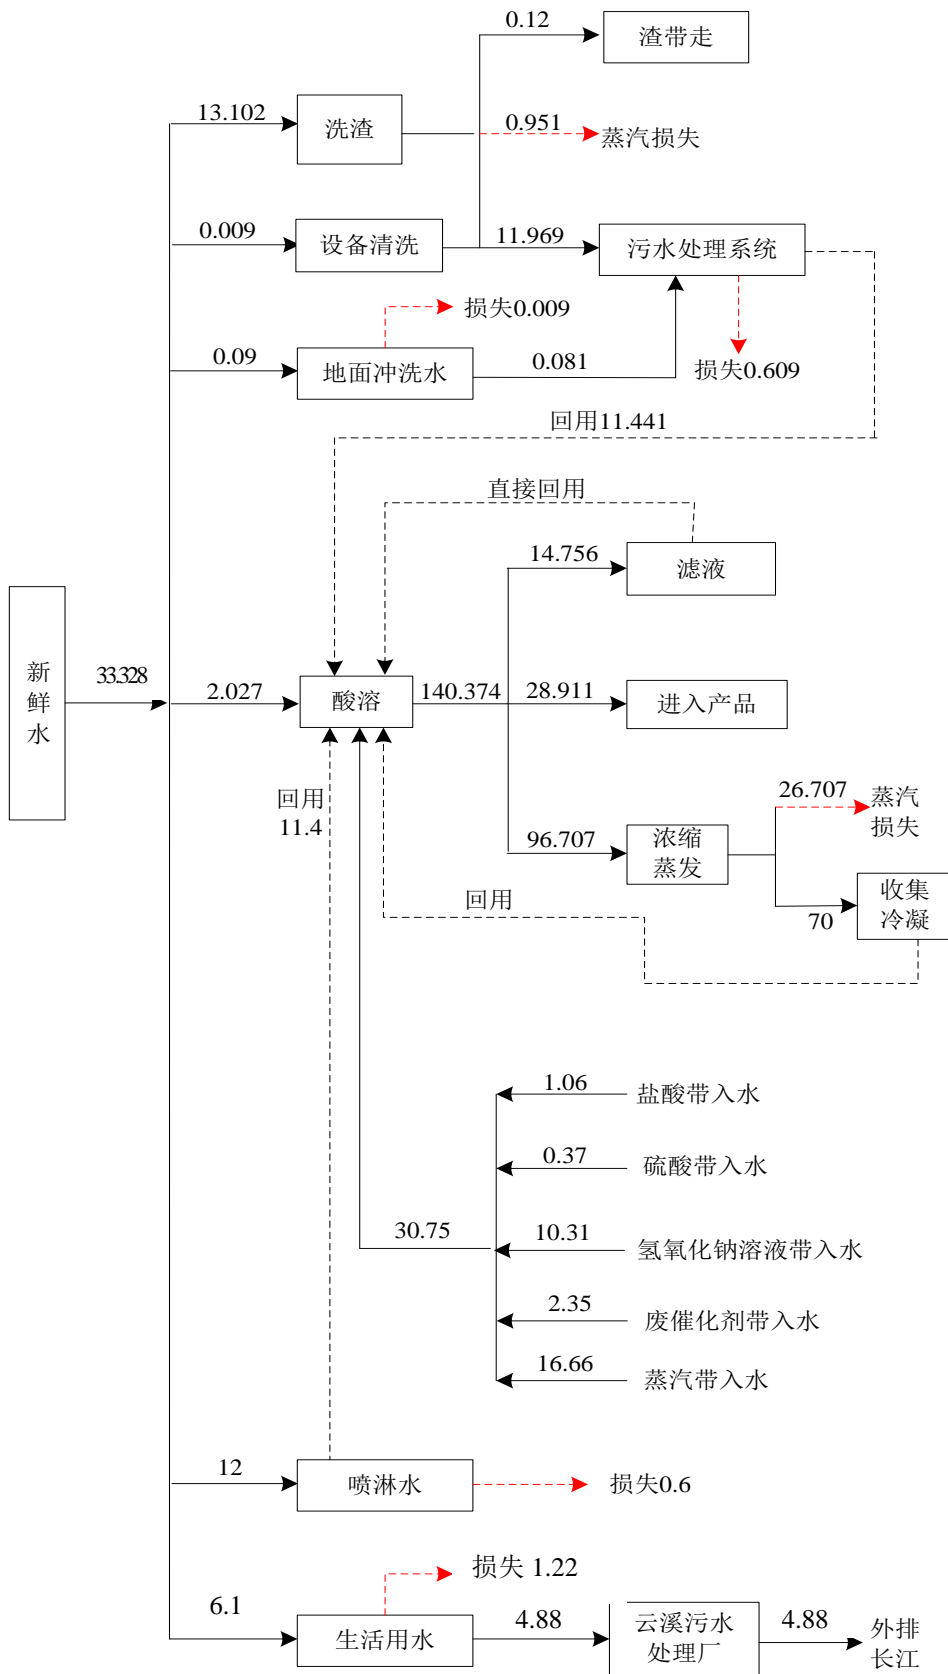 0.12
渣带走
13.102
洗渣
0.951
蒸汽损失
0.009
设备清洗
11.969
污水处理系统
损失0.009
0.09
地面冲洗水
0.081
损失0.609
回用11.441
直接回用
14.756
滤液
新
鲜
水
2.027
酸溶
140.374
28.911
进入产品
回用
11.4
26.707
蒸汽
损失
96.707
浓缩
蒸发
回用
70
收集
冷凝
1.06
盐酸带入水
0.37
硫酸带入水
30.75
10.31
氢氧化钠溶液带入水
2.35
废催化剂带入水
16.66
蒸汽带入水
12
喷淋水
损失0.6
损失 1.22
6.1
生活用水
4.88
云溪污水
处理厂
4.88
外排
长江